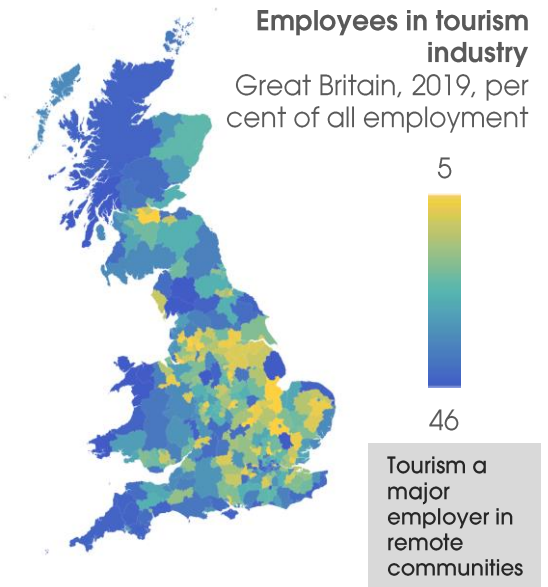 Employees in tourism
industry
Great Britain, 2019, per
cent of all employment
5
46
Tourism a
major
employer in
remote
communities